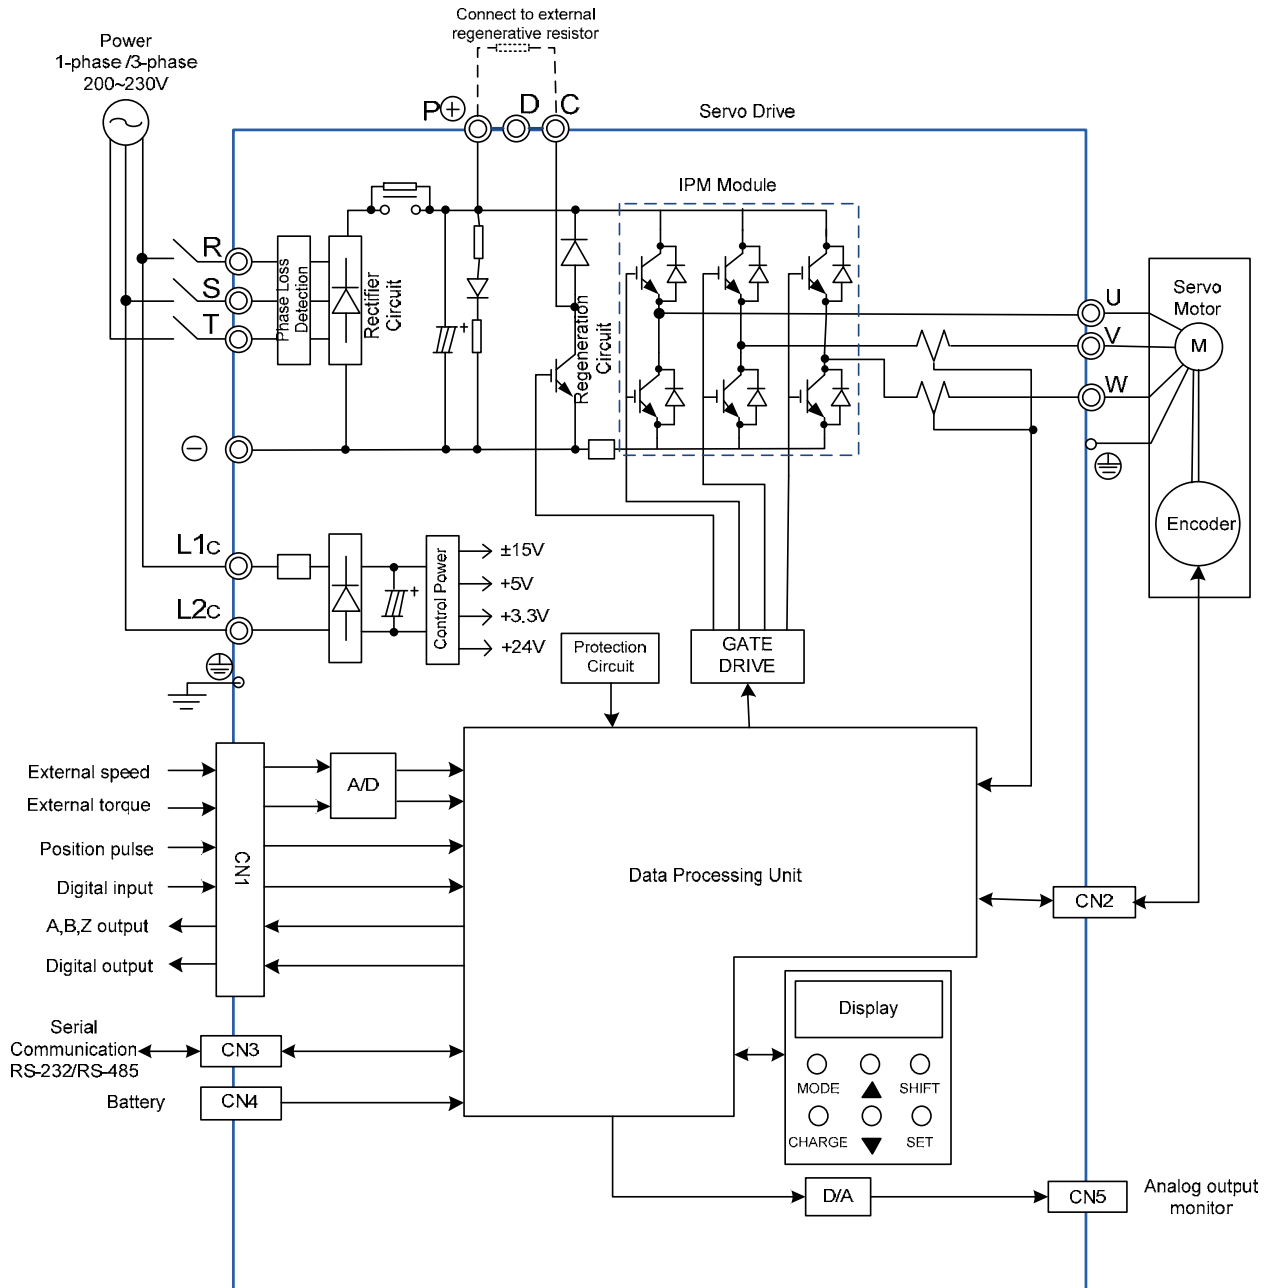 Connect to external
regenerative resistor
Power
1-phase /3-phase
200~230V
P
D
C
Servo Drive
IPM Module
R
S
T
Phase Loss
Detection
Rectifier
Circuit
+
Regeneration
Circuit
U
V
W
Servo
Motor
M
Encoder
L1C
L2C
+
Control Power
±15V
+5V
+3.3V
+24V
Protection
Circuit
GATE
DRIVE
External speed
External torque
Position pulse
Digital input
A,B,Z output
Digital output
CN1
A/D
Data Processing Unit
CN2
Serial
Communication
RS-232/RS-485
CN3
Battery
CN4
Display
MODE
SHIFT
CHARGE
SET
D/A
CN5
Analog output
monitor